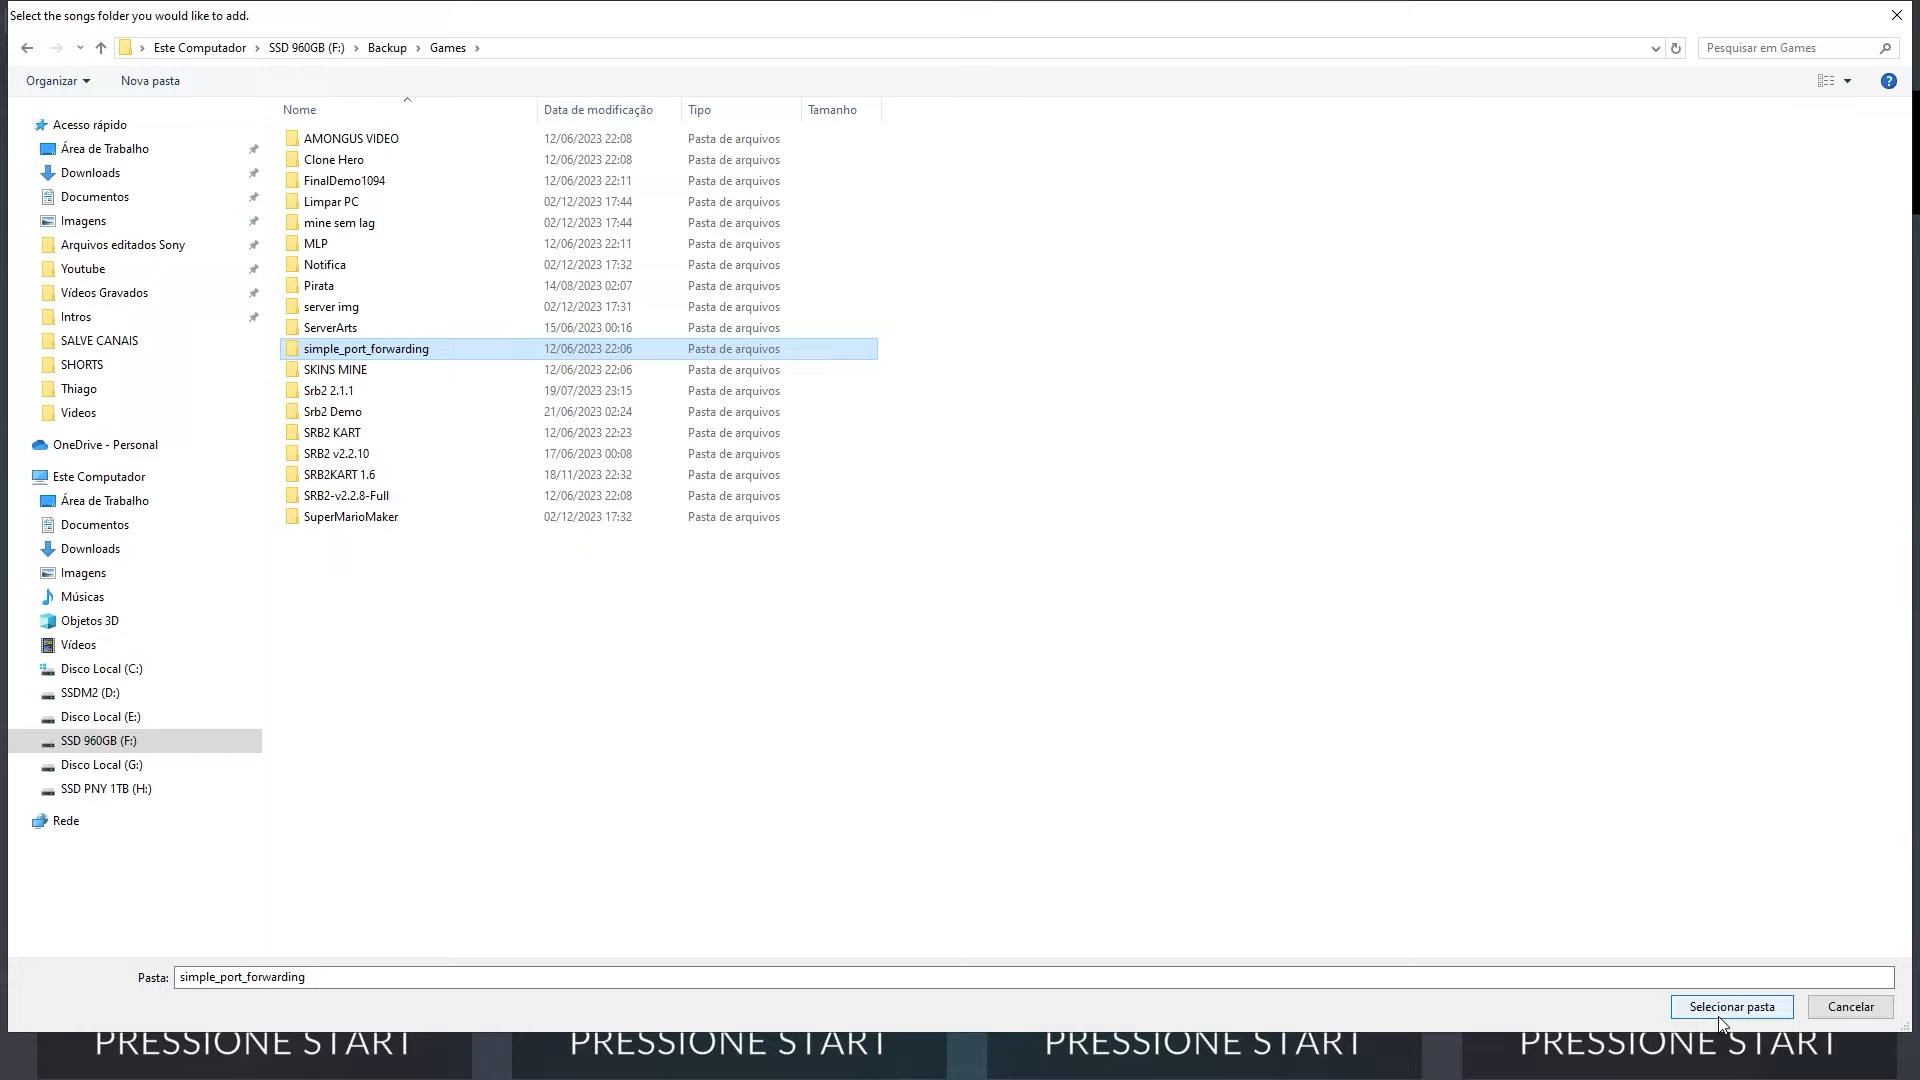 Select the songs folder you would like to add.
Este Computador
SSD 960GB (F:)
Backup
Games
Pesquisar em Games
Organizar
Nova pasta
Nome
Data de modificação
Tipo
Tamanho
Acesso rápido
Área de Trabalho
Downloads
Documentos
Imagens
Arquivos editados Sony
Youtube
Vídeos Gravados
Intros
SALVE CANAIS
SHORTS
Thiago
Videos
OneDrive - Personal
Este Computador
Área de Trabalho
Documentos
Downloads
Imagens
Músicas
Objetos 3D
Vídeos
Disco Local (C:)
SSDM2 (D:)
Disco Local (E:)
SSD 960GB (F:)
Disco Local (G:)
SSD PNY 1TB (H:)
Rede
AMONGUS VIDEO 12/06/2023 22:08 Pasta de arquivos
Clone Hero 12/06/2023 22:08 Pasta de arquivos
FinalDemo1094 12/06/2023 22:11 Pasta de arquivos
Limpar PC 02/12/2023 17:44 Pasta de arquivos
mine sem lag 02/12/2023 17:44 Pasta de arquivos
MLP 12/06/2023 22:11 Pasta de arquivos
Notifica 02/12/2023 17:32 Pasta de arquivos
Pirata 14/08/2023 02:07 Pasta de arquivos
server img 02/12/2023 17:31 Pasta de arquivos
ServerArts 15/06/2023 00:16 Pasta de arquivos
simple_port_forwarding 12/06/2023 22:06 Pasta de arquivos
SKINS MINE 12/06/2023 22:06 Pasta de arquivos
Srb2 2.1.1 19/07/2023 23:15 Pasta de arquivos
Srb2 Demo 21/06/2023 02:24 Pasta de arquivos
SRB2 KART 12/06/2023 22:23 Pasta de arquivos
SRB2 v2.2.10 17/06/2023 00:08 Pasta de arquivos
SRB2KART 1.6 18/11/2023 22:32 Pasta de arquivos
SRB2-v2.2.8-Full 12/06/2023 22:08 Pasta de arquivos
SuperMarioMaker 02/12/2023 17:32 Pasta de arquivos
Pasta: simple_port_forwarding
Selecionar pasta
Cancelar
PRESSIONE START
PRESSIONE START
PRESSIONE START
PRESSIONE START